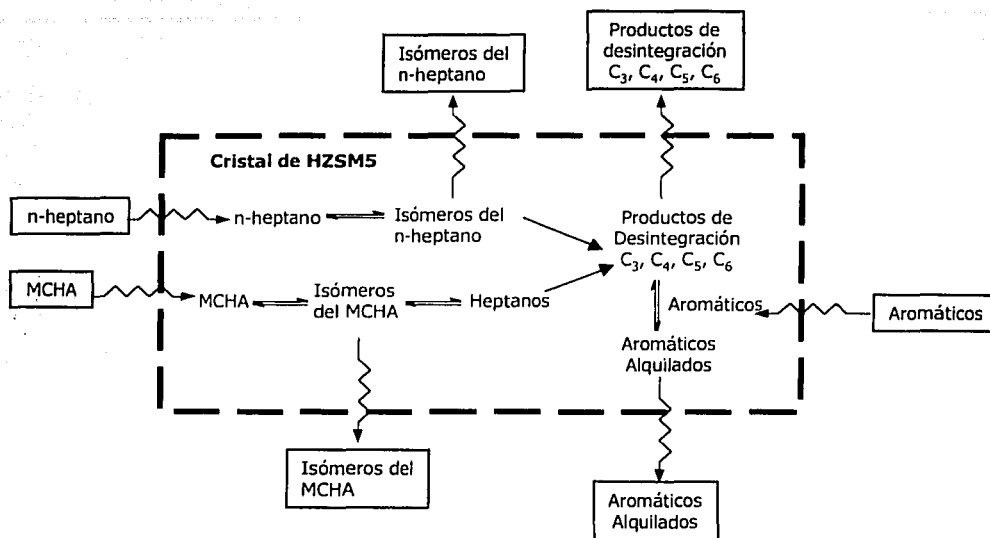 Isómeros del
n-heptano
Productos de
desintegración
C₃, C₄, C₅, C₆
Cristal de HZSM5
n-heptano
n-heptano
Isómeros del
n-heptano
Productos de
Desintegración
C₃, C₄, C₅, C₆
MCHA
MCHA
Isómeros
del MCHA
Heptanos
Aromáticos
Aromáticos
Aromáticos
Alquilados
Isómeros del
MCHA
Aromáticos
Alquilados